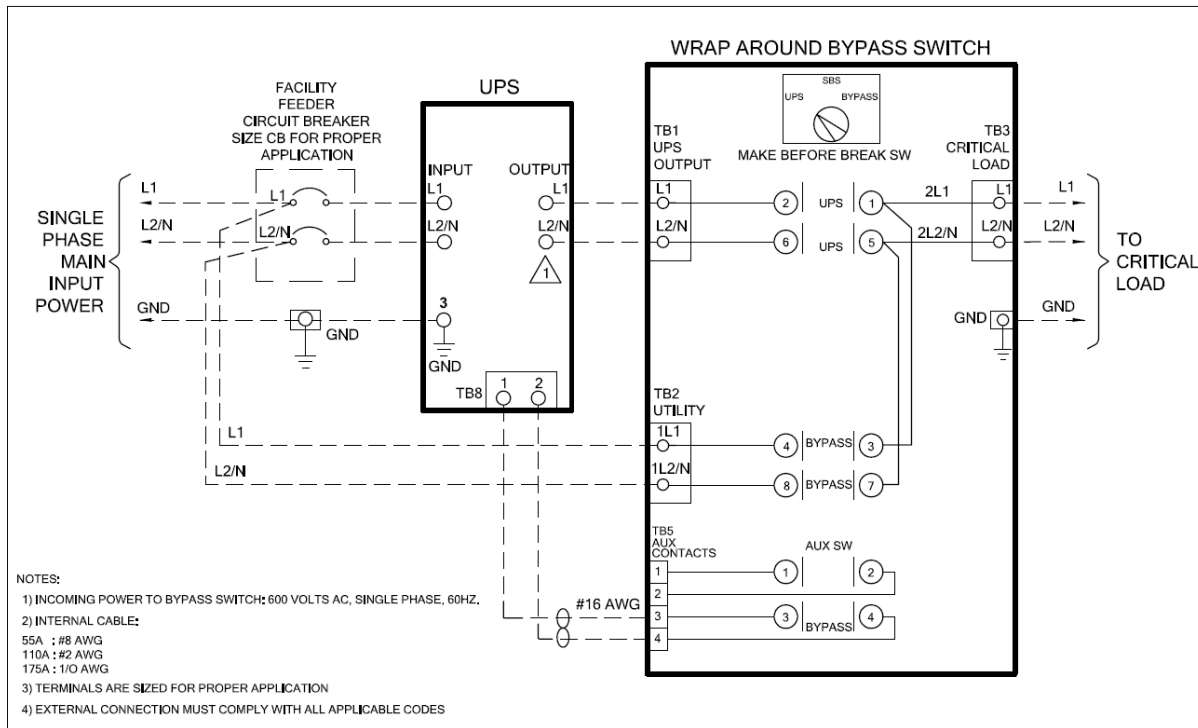 WRAP AROUND BYPASS SWITCH
FACILITY
FEEDER
CIRCUIT BREAKER
SIZE CB FOR PROPER
APPLICATION
UPS
SBS
UPS
BYPASS
MAKE BEFORE BREAK SW
TB1
UPS
OUTPUT
TB3
CRITICAL
LOAD
INPUT
OUTPUT
L1
L1
L1
L1
L1
2
UPS
1
2L1
L1
L1
L2/N
L2/N
L2/N
L2/N
L2/N
6
UPS
5
2L2/N
L2/N
L2/N
SINGLE
PHASE
MAIN
INPUT
POWER
TO
CRITICAL
LOAD
1
GND
GND
3
GND
GND
GND
TB8
1
2
TB2
UTILITY
L1
1L1
4
BYPASS
3
L2/N
1L2/N
8
BYPASS
7
TB5
AUX
CONTACTS
AUX SW
1
1
2
2
#16 AWG
3
3
BYPASS
4
4
NOTES:
1) INCOMING POWER TO BYPASS SWITCH: 600 VOLTS AC, SINGLE PHASE, 60HZ.
2) INTERNAL CABLE:
55A : #8 AWG
110A : #2 AWG
175A : 1/O AWG
3) TERMINALS ARE SIZED FOR PROPER APPLICATION
4) EXTERNAL CONNECTION MUST COMPLY WITH ALL APPLICABLE CODES